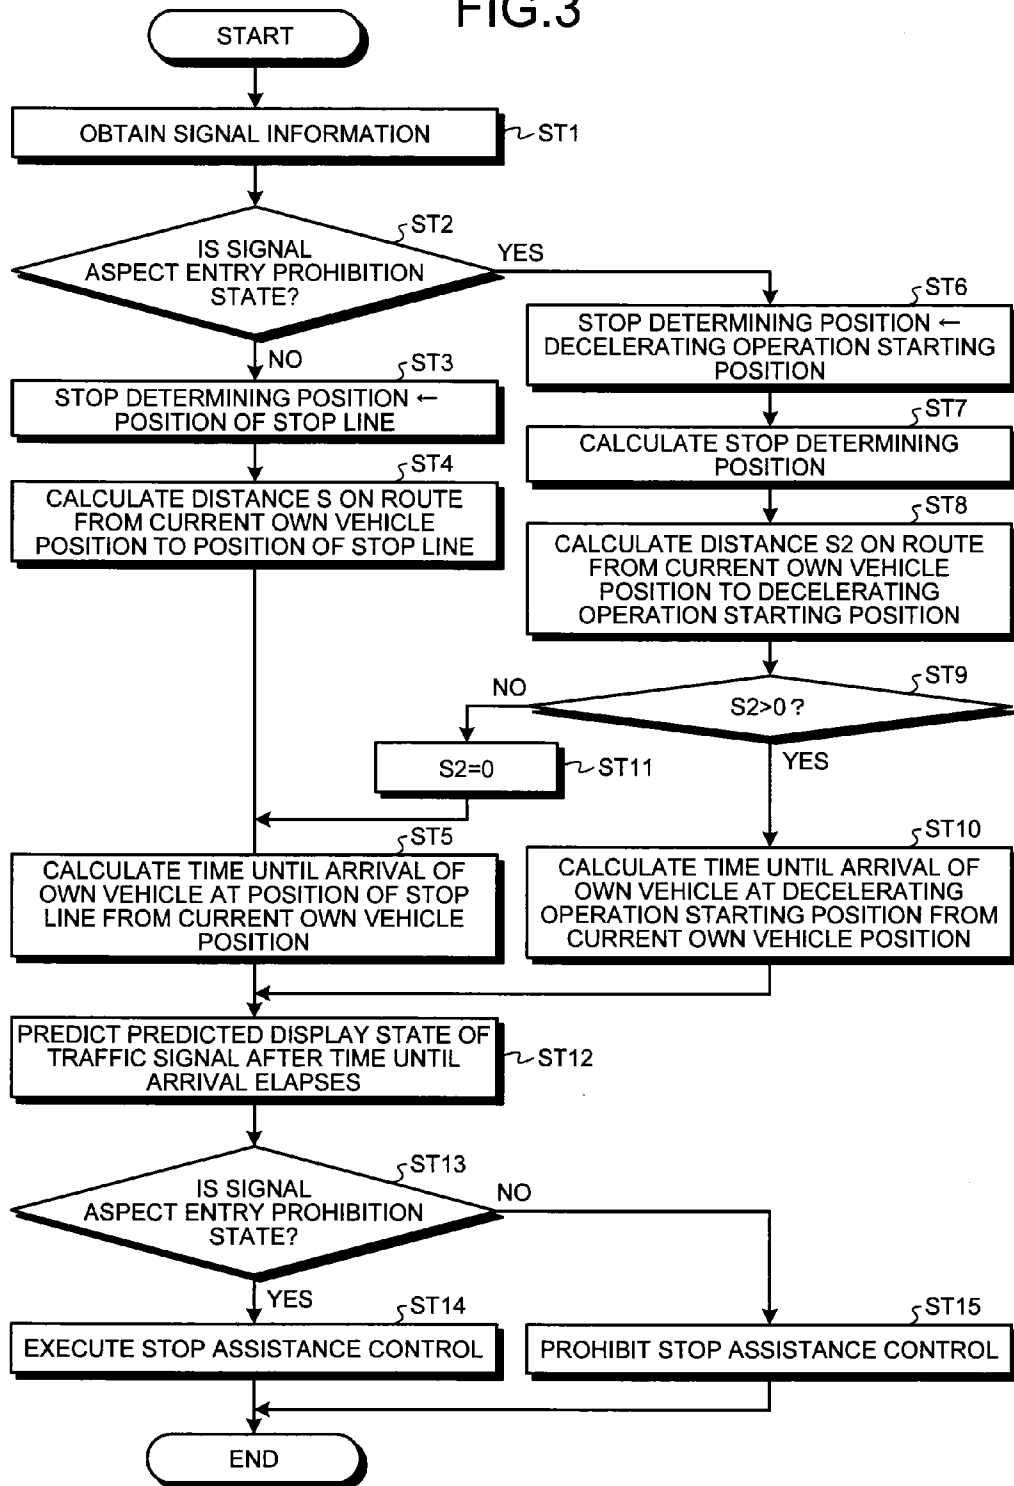 FIG.3
START
OBTAIN SIGNAL INFORMATION
ST1
ST2
IS SIGNAL
ASPECT ENTRY PROHIBITION
STATE?
YES
NO
ST3
STOP DETERMINING POSITION ←
POSITION OF STOP LINE
ST4
CALCULATE DISTANCE S ON ROUTE
FROM CURRENT OWN VEHICLE
POSITION TO POSITION OF STOP LINE
ST6
STOP DETERMINING POSITION ←
DECELERATING OPERATION STARTING
POSITION
ST7
CALCULATE STOP DETERMINING
POSITION
ST8
CALCULATE DISTANCE S2 ON ROUTE
FROM CURRENT OWN VEHICLE
POSITION TO DECELERATING
OPERATION STARTING POSITION
ST9
S2>0?
NO
YES
S2=0
ST11
ST5
CALCULATE TIME UNTIL ARRIVAL OF
OWN VEHICLE AT POSITION OF STOP
LINE FROM CURRENT OWN VEHICLE
POSITION
ST10
CALCULATE TIME UNTIL ARRIVAL OF
OWN VEHICLE AT DECELERATING
OPERATION STARTING POSITION FROM
CURRENT OWN VEHICLE POSITION
PREDICT PREDICTED DISPLAY STATE OF
TRAFFIC SIGNAL AFTER TIME UNTIL
ARRIVAL ELAPSES
ST12
ST13
IS SIGNAL
ASPECT ENTRY PROHIBITION
STATE?
NO
YES
ST14
EXECUTE STOP ASSISTANCE CONTROL
ST15
PROHIBIT STOP ASSISTANCE CONTROL
END